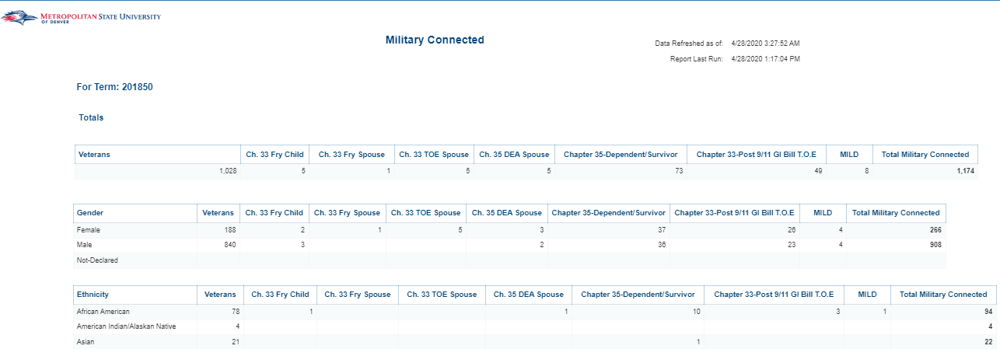 METROPOLITAN STATE UNIVERSITY
OF DENVER
Military Connected
Data Refreshed as of: 4/28/2020 3:27:52 AM
Report Last Run: 4/28/2020 1:17:04 PM
For Term: 201850
Totals
Veterans Ch. 33 Fry Child Ch. 33 Fry Spouse Ch. 33 TOE Spouse Ch. 35 DEA Spouse Chapter 35-Dependent/Survivor Chapter 33-Post 9/11 GI Bill T.O.E MILD Total Military Connected
1,028 5 1 5 5 73 49 8 1,174
Gender Veterans Ch. 33 Fry Child Ch. 33 Fry Spouse Ch. 33 TOE Spouse Ch. 35 DEA Spouse Chapter 35-Dependent/Survivor Chapter 33-Post 9/11 GI Bill T.O.E MILD Total Military Connected
Female 188 2 1 5 3 37 26 4 266
Male 840 3 2 36 23 4 908
Not-Declared
Ethnicity Veterans Ch. 33 Fry Child Ch. 33 Fry Spouse Ch. 33 TOE Spouse Ch. 35 DEA Spouse Chapter 35-Dependent/Survivor Chapter 33-Post 9/11 GI Bill T.O.E MILD Total Military Connected
African American 78 1 1 10 3 1 94
American Indian/Alaskan Native 4 4
Asian 21 1 22